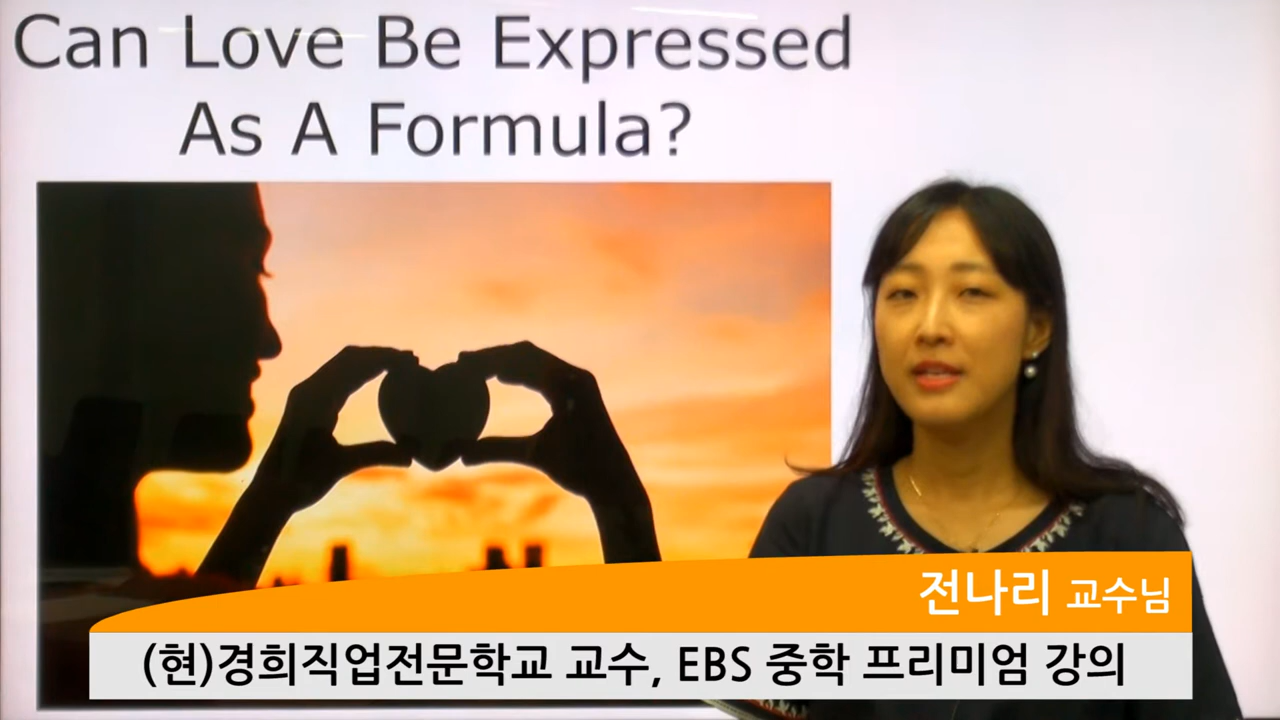 Can Love Be Expressed
As A Formula?
전나리 교수님
(현)경희직업전문학교 교수, EBS 중학 프리미엄 강의